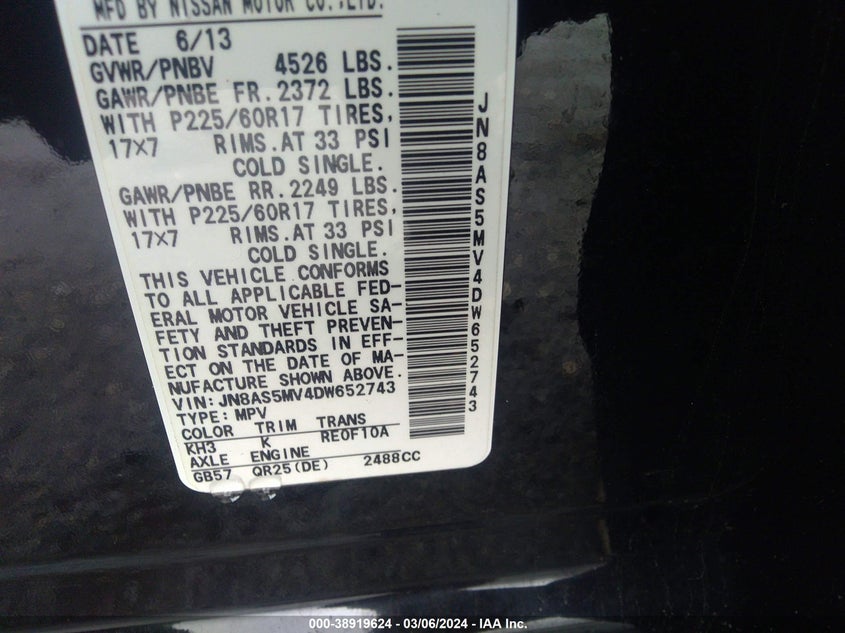 MFD BY NISSAN MOTOR CO.,LTD.
DATE 6/13
GVWR/PNBV 4526 LBS.
GAWR/PNBE FR. 2372 LBS.
WITH P225/60R17 TIRES,
17X7 RIMS.AT 33 PSI
COLD SINGLE.
GAWR/PNBE RR. 2249 LBS.
WITH P225/60R17 TIRES,
17X7 RIMS.AT 33 PSI
COLD SINGLE.
THIS VEHICLE CONFORMS
TO ALL APPLICABLE FED-
ERAL MOTOR VEHICLE SA-
FETY AND THEFT PREVEN-
TION STANDARDS IN EFF-
ECT ON THE DATE OF MA-
NUFACTURE SHOWN ABOVE.
VIN: JN8AS5MV4DW652743
TYPE: MPV
COLOR TRIM TRANS
KH3 K RE0F10A
AXLE ENGINE
GB57 QR25(DE) 2488CC
JN8AS5MV4DW652743
000-38919624 - 03/06/2024 - IAA Inc.